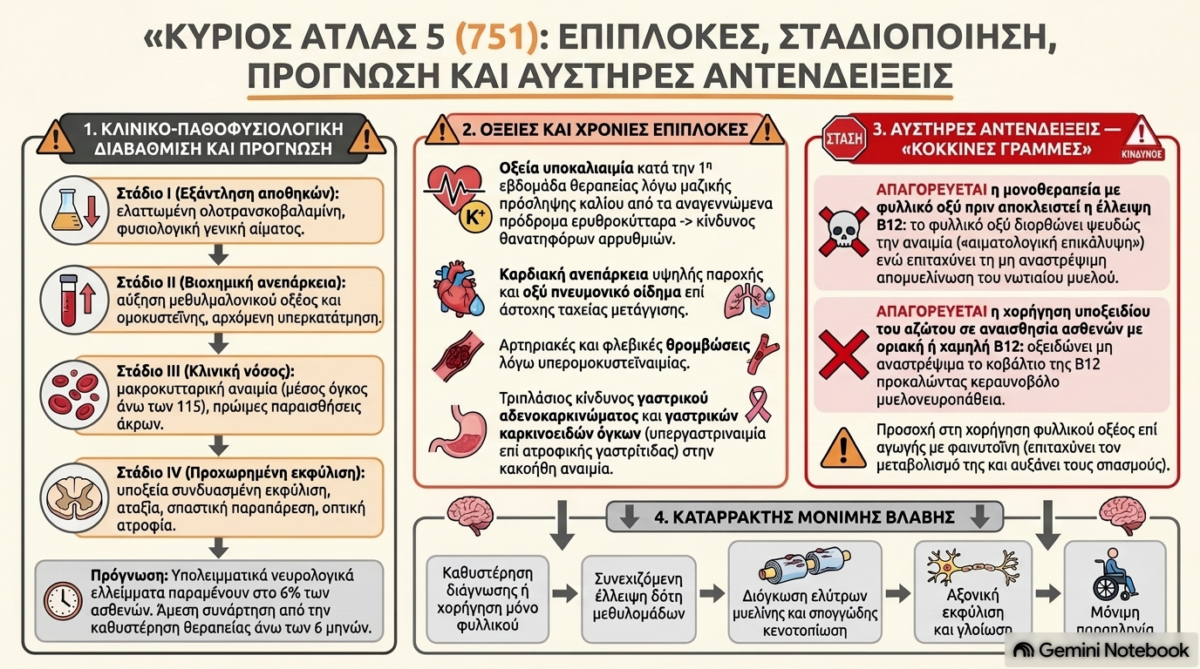 «ΚΥΡΙΟΣ ΑΤΛΑΣ 5 (751): ΕΠΙΠΛΟΚΕΣ, ΣΤΑΔΙΟΠΟΙΗΣΗ,
ΠΡΟΓΝΩΣΗ ΚΑΙ ΑΥΣΤΗΡΕΣ ΑΝΤΕΝΔΕΙΞΕΙΣ
1. ΚΛΙΝΙΚΟ-ΠΑΘΟΦΥΣΙΟΛΟΓΙΚΗ
ΔΙΑΒΑΘΜΙΣΗ ΚΑΙ ΠΡΟΓΝΩΣΗ
Στάδιο Ι (Εξάντληση αποθηκών):
ελαττωμένη ολοτρανσκοβαλαμίνη,
φυσιολογική γενική αίματος.
Στάδιο ΙΙ (Βιοχημική ανεπάρκεια):
αύξηση μεθυλμαλονικού οξέος και
ομοκυστεΐνης, αρχόμενη υπερκατάτμηση.
Στάδιο ΙΙΙ (Κλινική νόσος):
μακροκυτταρική αναιμία (μέσος όγκος
άνω των 115), πρώιμες παραισθήσεις
άκρων.
Στάδιο IV (Προχωρημένη εκφύλιση):
υποξεία συνδυασμένη εκφύλιση,
αταξία, σπαστική παραπάρεση, οπτική
ατροφία.
Πρόγνωση: Υπολειμματικά νευρολογικά
ελλείμματα παραμένουν στο 6% των
ασθενών. Άμεση συνάρτηση από την
καθυστέρηση θεραπείας άνω των 6 μηνών.
2. ΟΞΕΙΕΣ ΚΑΙ ΧΡΟΝΙΕΣ ΕΠΙΠΛΟΚΕΣ
K+
Οξεία υποκαλιαιμία κατά την 1η
εβδομάδα θεραπείας λόγω μαζικής
πρόσληψης καλίου από τα αναγεννώμενα
πρόδρομα ερυθροκύτταρα -> κίνδυνος
θανατηφόρων αρρυθμιών.
Καρδιακή ανεπάρκεια υψηλής παροχής
και οξύ πνευμονικό οίδημα επί
άστοχης ταχείας μετάγγισης.
Αρτηριακές και φλεβικές θρομβώσεις
λόγω υπερομοκυστεϊναιμίας.
Τριπλάσιος κίνδυνος γαστρικού
αδενοκαρκινώματος και γαστρικών
καρκινοειδών όγκων (υπεργαστριναιμία
επί ατροφικής γαστρίτιδας) στην
κακοήθη αναιμία.
ΣΤΑΣΗ
3. ΑΥΣΤΗΡΕΣ ΑΝΤΕΝΔΕΙΞΕΙΣ —
«ΚΟΚΚΙΝΕΣ ΓΡΑΜΜΕΣ»
ΚΙΝΔΥΝΟΣ
ΑΠΑΓΟΡΕΥΕΤΑΙ η μονοθεραπεία με
φυλλικό οξύ πριν αποκλειστεί η έλλειψη
Β12: το φυλλικό οξύ διορθώνει ψευδώς
την αναιμία («αιματολογική επικάλυψη»)
ενώ επιταχύνει τη μη αναστρέψιμη
απομυελίνωση του νωτιαίου μυελού.
ΑΠΑΓΟΡΕΥΕΤΑΙ η χορήγηση υποξειδίου
του αζώτου σε αναισθησία ασθενών με
οριακή ή χαμηλή Β12: οξειδώνει μη
αναστρέψιμα το κοβάλτιο της Β12
προκαλώντας κεραυνοβόλο
μυελονευροπάθεια.
Προσοχή στη χορήγηση φυλλικού οξέος επί
αγωγής με φαινυτοΐνη (επιταχύνει τον
μεταβολισμό της και αυξάνει τους σπασμούς).
4. ΚΑΤΑΡΡΑΚΤΗΣ ΜΟΝΙΜΗΣ ΒΛΑΒΗΣ
Καθυστέρηση
διάγνωσης ή
χορήγηση μόνο
φυλλικού
Συνεχιζόμενη
έλλειψη δότη
μεθυλομάδων
Διόγκωση ελύτρων
μυελίνης και σπογγώδης
κενοτοπίωση
Αξονική
εκφύλιση
και γλοίωση
Μόνιμη
παραπληγία
Gemini Notebook